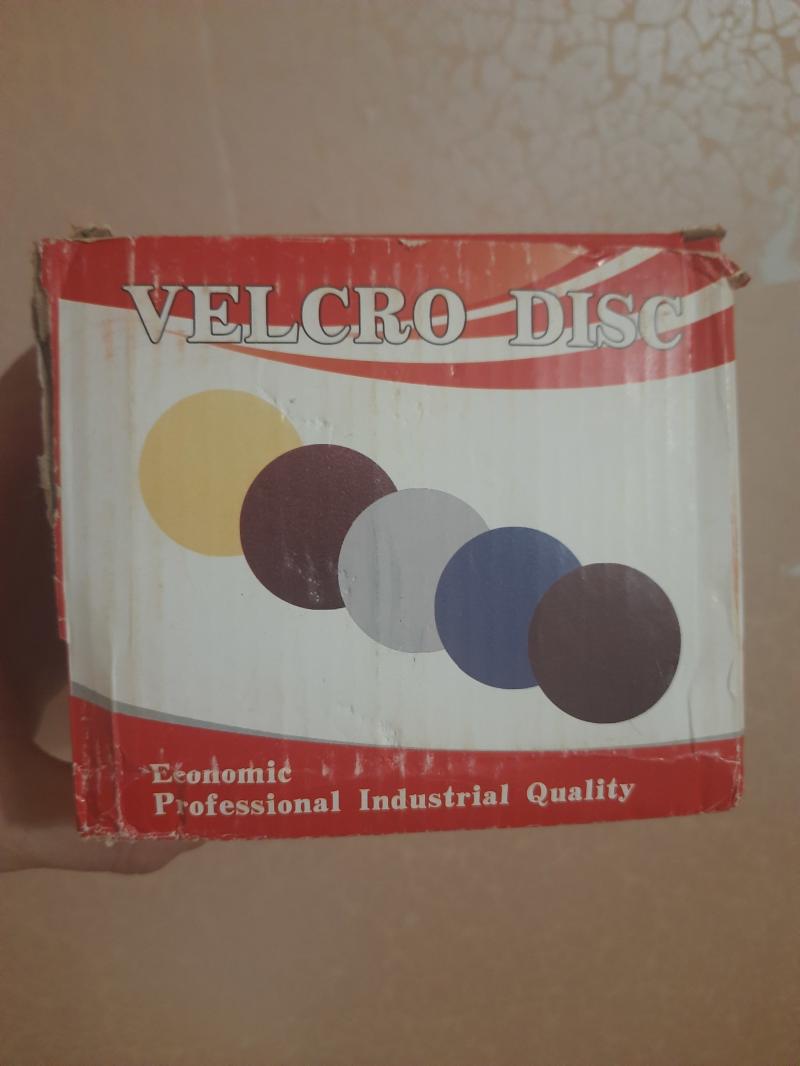 VELCRO DISC
Economic
Professional Industrial Quality